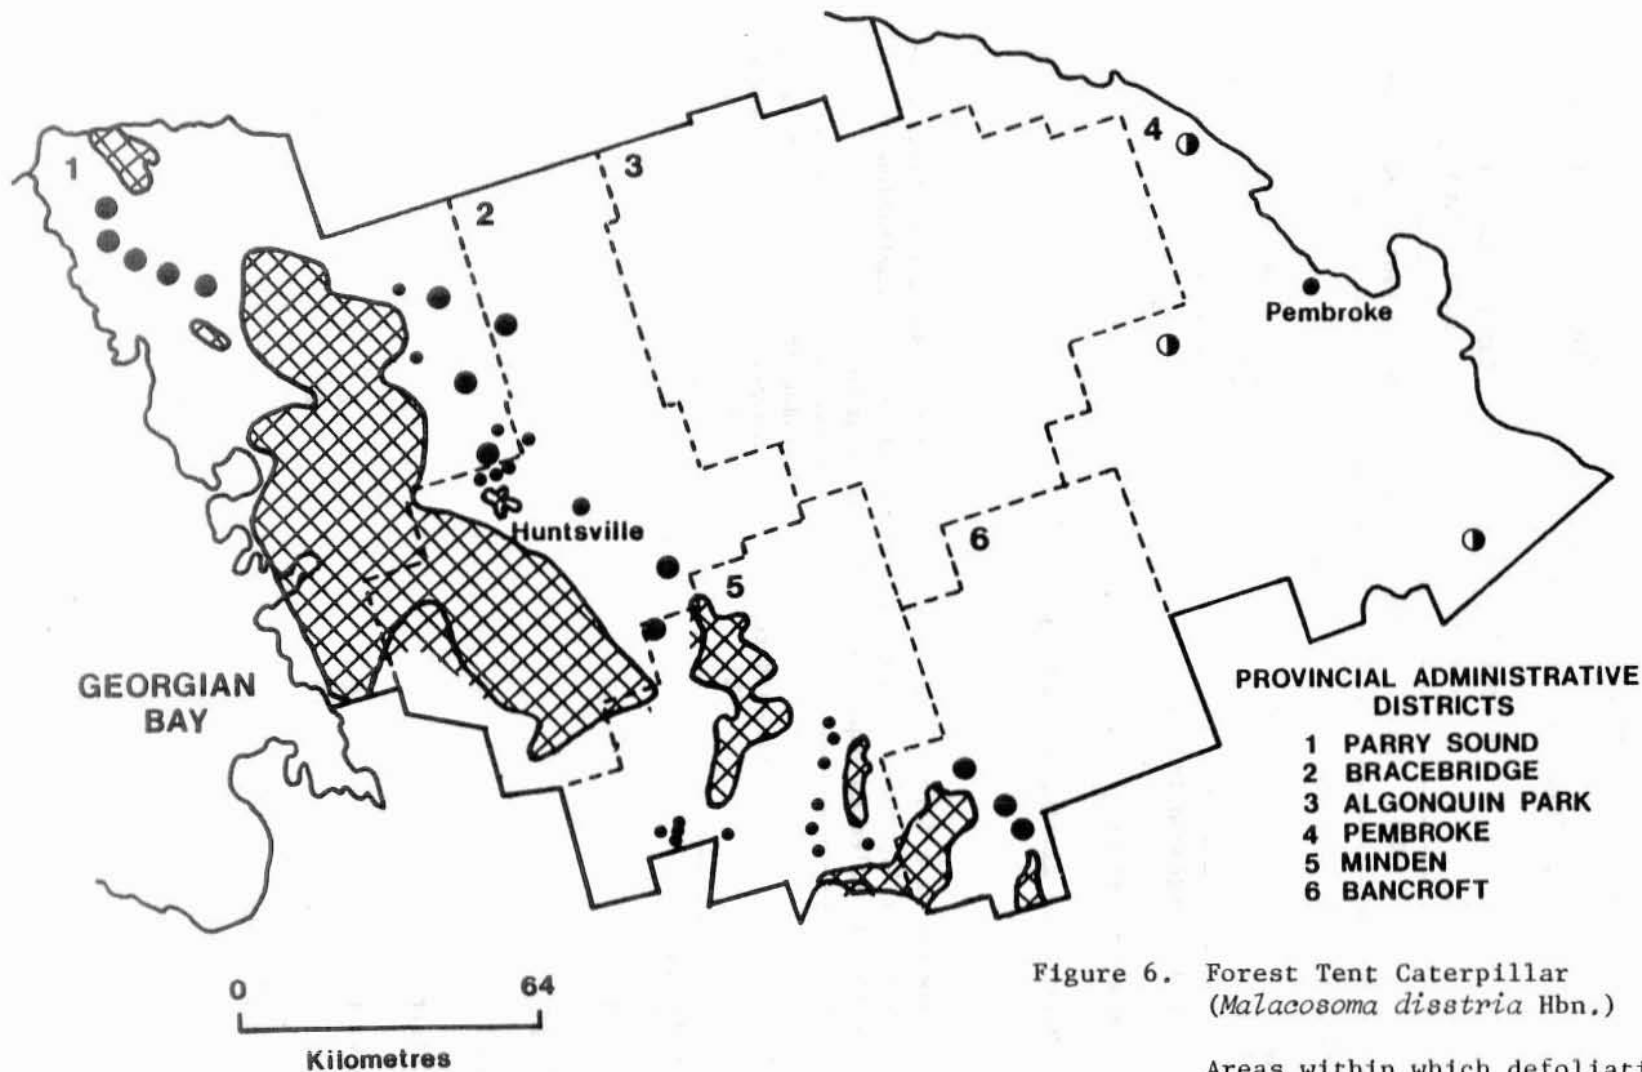 1
2
3
4
Pembroke
Huntsville
5
6
GEORGIAN
BAY
PROVINCIAL ADMINISTRATIVE
DISTRICTS
1 PARRY SOUND
2 BRACEBRIDGE
3 ALGONQUIN PARK
4 PEMBROKE
5 MINDEN
6 BANCROFT
0 64
Kilometres
Figure 6. Forest Tent Caterpillar
(Malacosoma disstria Hbn.)
Areas within which